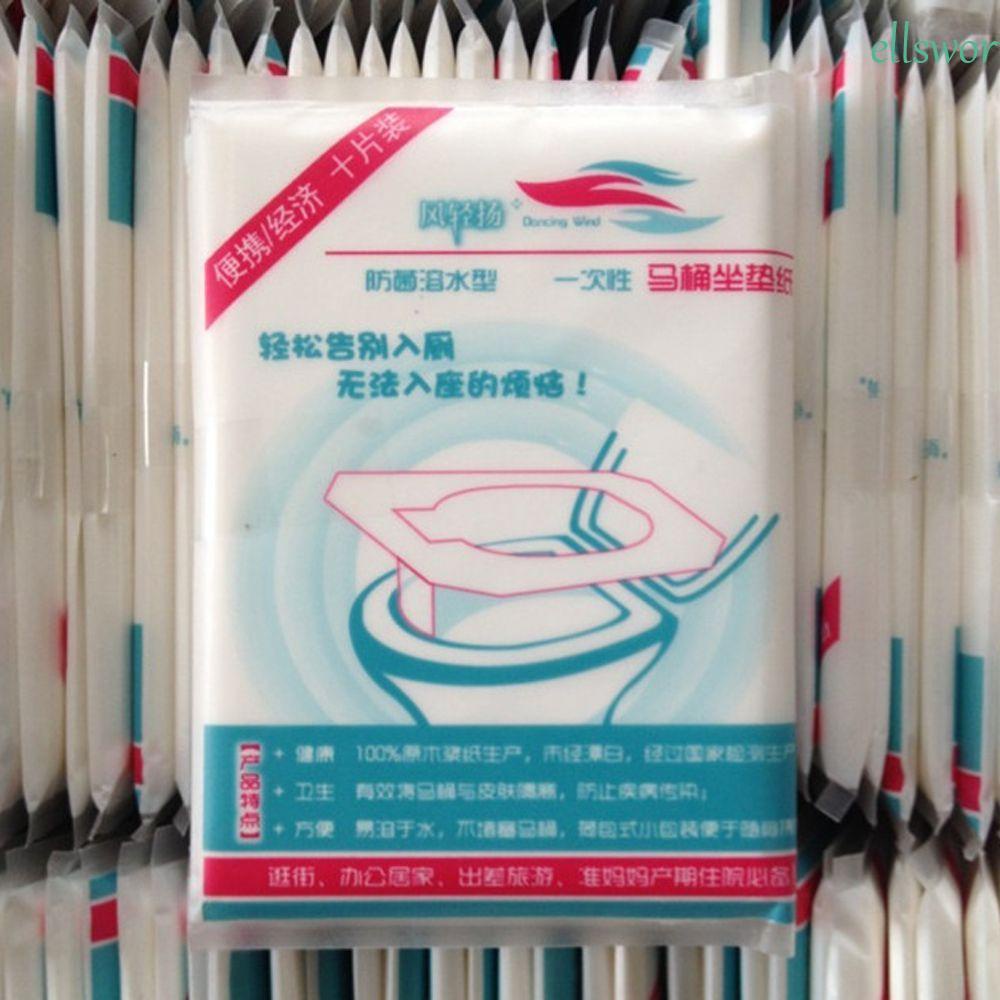 ellswor
便携/经济 十片装
风轻扬
Dancing Wind
防菌溶水型 一次性 马桶坐垫纸
轻松告别入厕
无法入座的烦恼！
【产品特点】
+ 健康 100%原木浆纸生产，未经漂白，经过国家检测生产
+ 卫生 有效将马桶与皮肤隔离，防止疾病传染；
+ 方便 易溶于水，不堵塞马桶，荷包式小包装便于随身携
逛街、办公居家、出差旅游、准妈妈产期住院必备